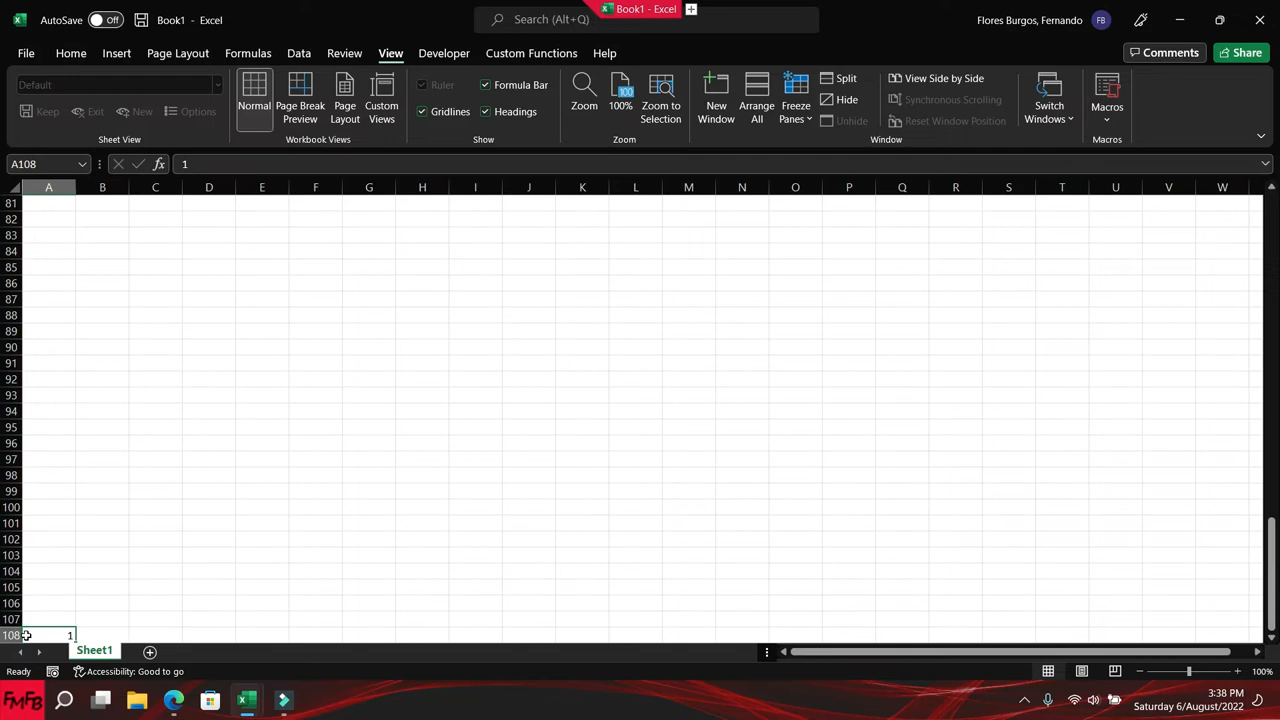 AutoSave Off Book1 - Excel Search (Alt+Q) Book1 - Excel Flores Burgos, Fernando FB
File Home Insert Page Layout Formulas Data Review View Developer Custom Functions Help Comments Share
Default
Keep Exit New Options
Sheet View
Normal Page Break Preview Page Layout Custom Views
Workbook Views
Ruler Formula Bar
Gridlines Headings
Show
Zoom 100 100% Zoom to Selection
Zoom
New Window Arrange All Freeze Panes
Split View Side by Side
Hide Synchronous Scrolling
Unhide Reset Window Position
Switch Windows
Window
Macros
Macros
A108 fx 1
A B C D E F G H I J K L M N O P Q R S T U V W
81
82
83
84
85
86
87
88
89
90
91
92
93
94
95
96
97
98
99
100
101
102
103
104
105
106
107
108 1
Sheet1
Ready Accessibility: Good to go 100%
FMFB 3:38 PM
Saturday 6/August/2022